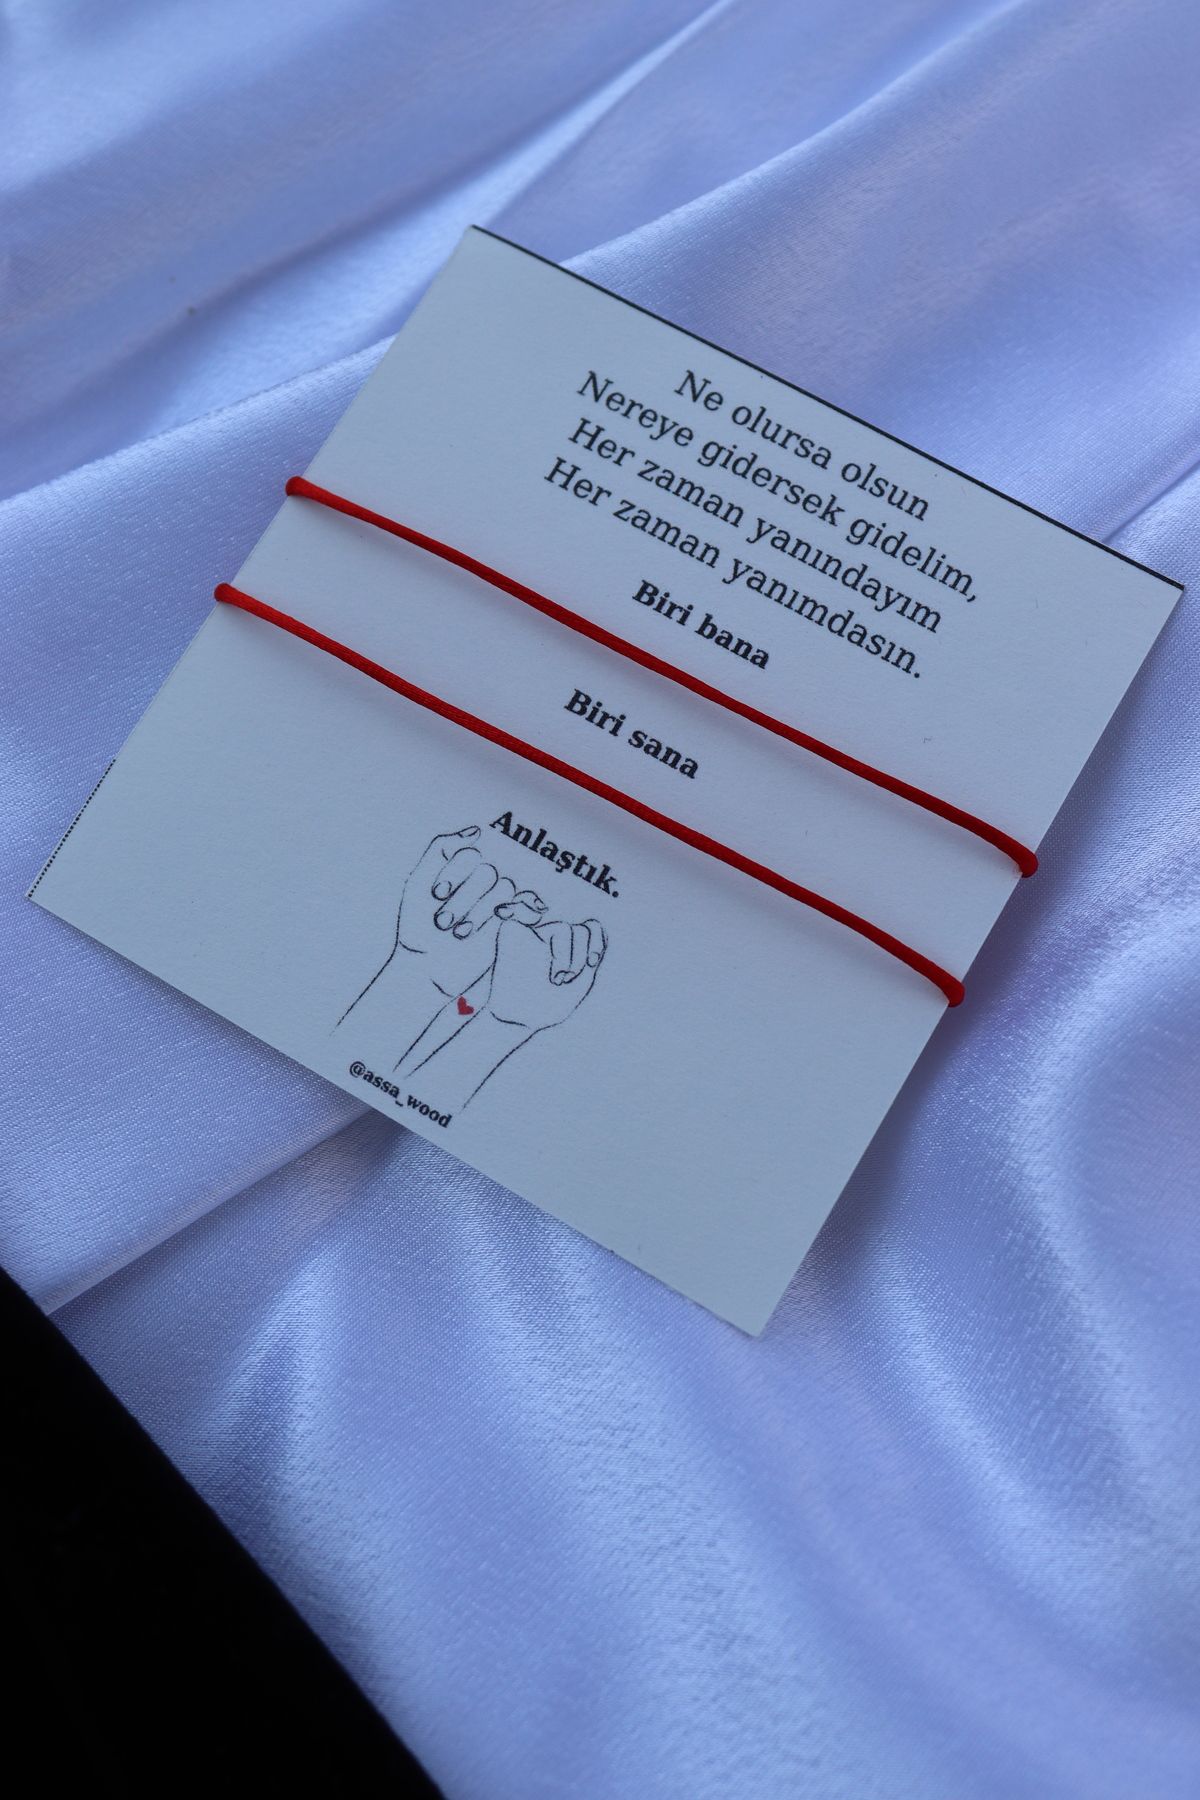 Ne olursa olsun
Nereye gidersek gidelim,
Her zaman yanındayım
Her zaman yanımdasın.
Biri bana
Biri sana
Anlaştık.
@assa_wood